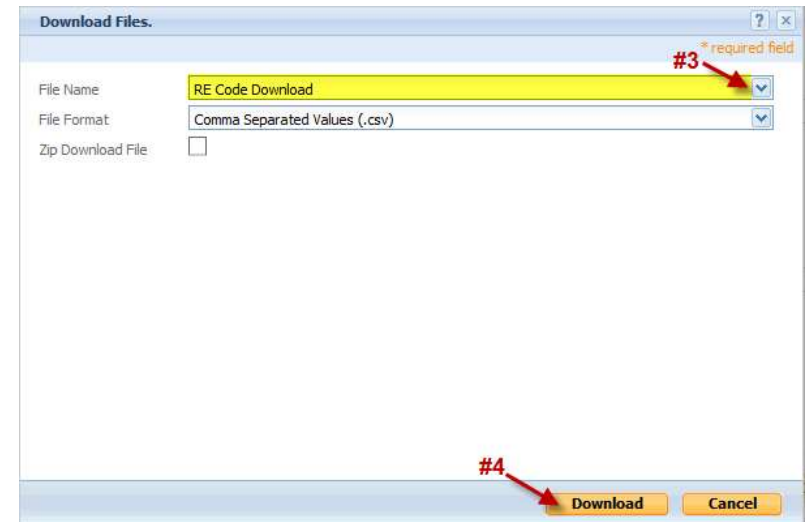 Download Files. ? ×
* required field
#3
File Name RE Code Download
File Format Comma Separated Values (.csv)
Zip Download File
#4
Download Cancel